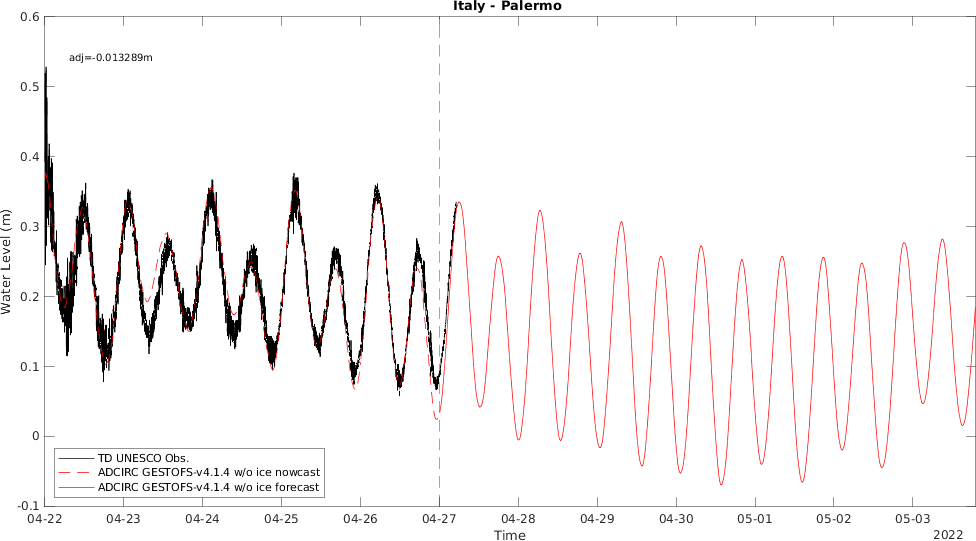 Italy - Palermo
0.6
adj=-0.013289m
0.5
0.4
0.3
0.2
0.1
0
-0.1
Water Level (m)
TD UNESCO Obs.
ADCIRC GESTOFS-v4.1.4 w/o ice nowcast
ADCIRC GESTOFS-v4.1.4 w/o ice forecast
04-22 04-23 04-24 04-25 04-26 04-27 04-28 04-29 04-30 05-01 05-02 05-03
Time
2022